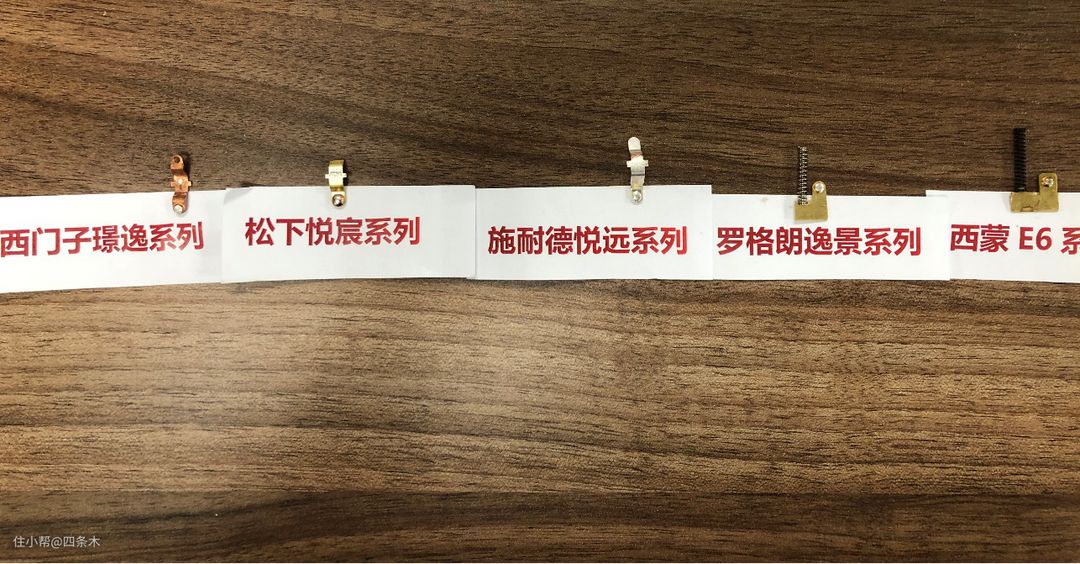 西门子璟逸系列
松下悦宸系列
施耐德悦远系列
罗格朗逸景系列
西蒙 E6 系
住小帮@四条木